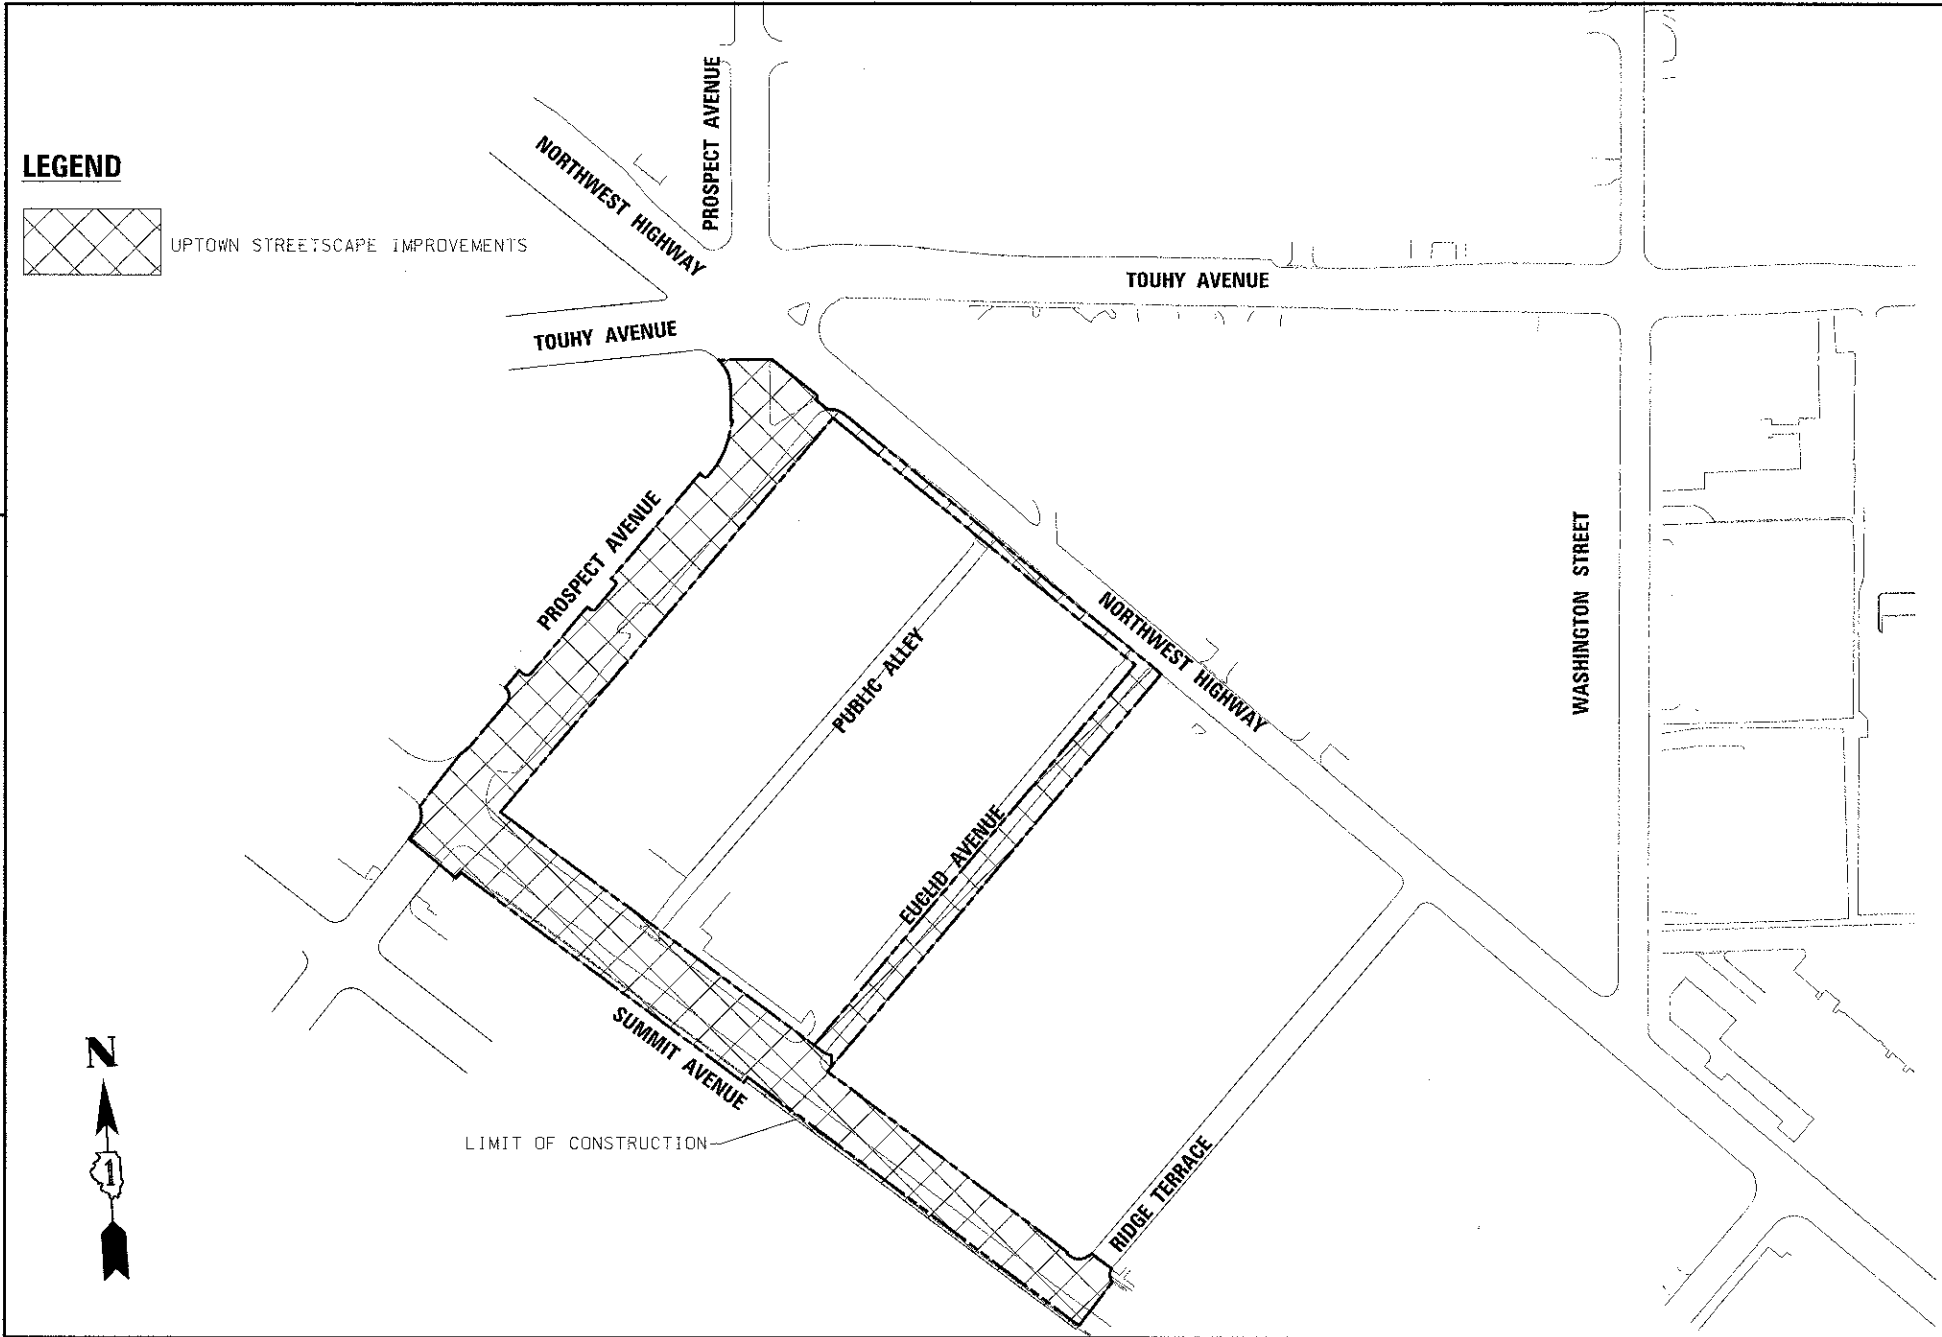 LEGEND
UPTOWN STREETSCAPE IMPROVEMENTS
PROSPECT AVENUE
NORTHWEST HIGHWAY
TOUHY AVENUE
TOUHY AVENUE
PROSPECT AVENUE
PUBLIC ALLEY
NORTHWEST HIGHWAY
WASHINGTON STREET
EUCLID AVENUE
SUMMIT AVENUE
LIMIT OF CONSTRUCTION
RIDGE TERRACE
N
1